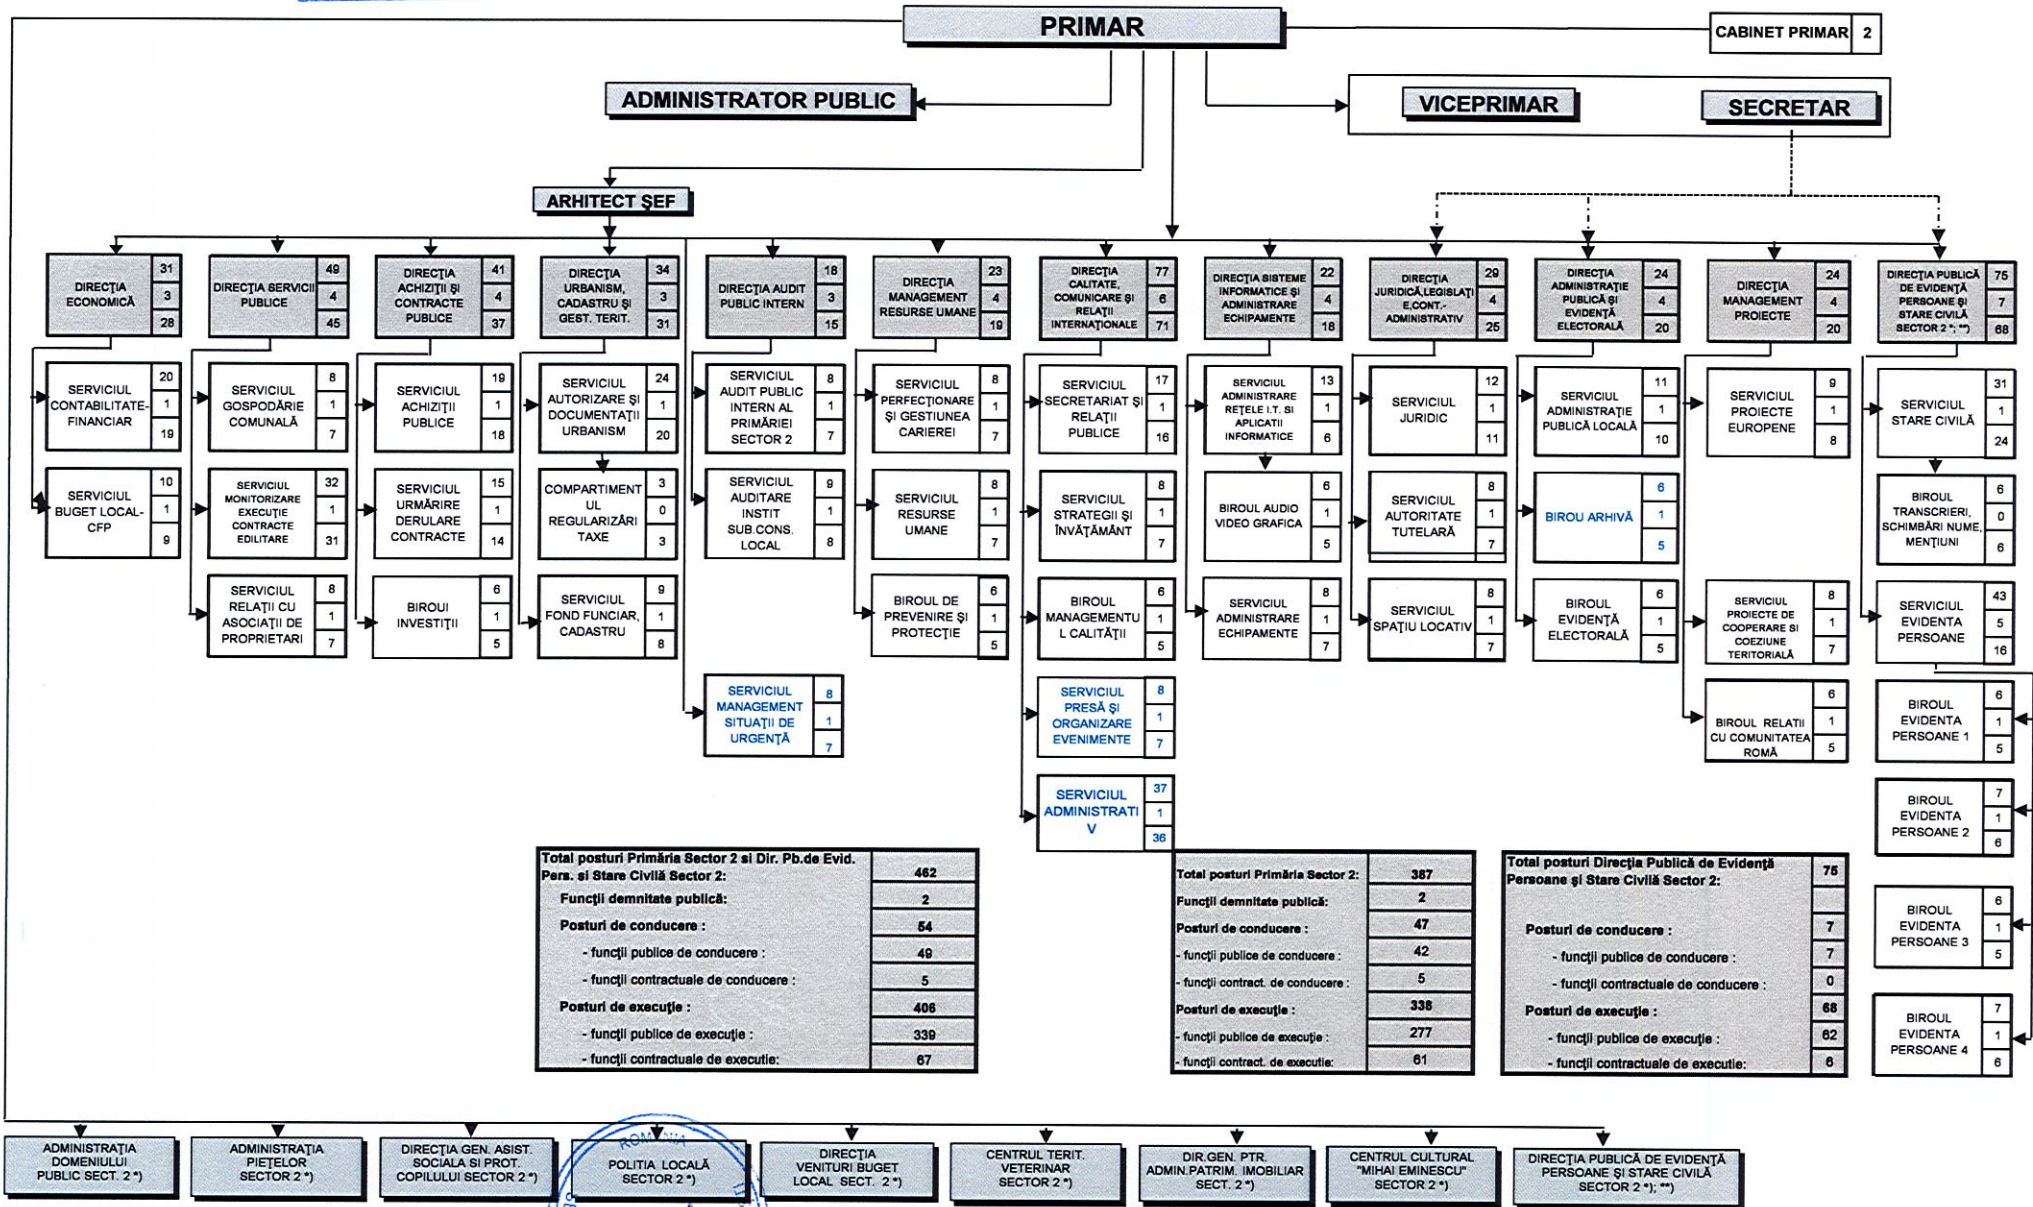 PRIMAR
CABINET PRIMAR 2
ADMINISTRATOR PUBLIC
VICEPRIMAR
SECRETAR
ARHITECT ŞEF
DIRECŢIA
ECONOMICĂ
31
3
28
DIRECŢIA SERVICII
PUBLICE
49
4
45
DIRECŢIA
ACHIZIŢII ŞI
CONTRACTE
PUBLICE
41
4
37
DIRECŢIA
URBANISM,
CADASTRU ŞI
GEST. TERIT.
34
3
31
DIRECŢIA AUDIT
PUBLIC INTERN
18
3
15
DIRECŢIA
MANAGEMENT
RESURSE UMANE
23
4
19
DIRECŢIA
CALITATE,
COMUNICARE ŞI
RELAŢII
INTERNAŢIONALE
77
6
71
DIRECŢIA SISTEME
INFORMATICE ŞI
ADMINISTRARE
ECHIPAMENTE
22
4
18
DIRECŢIA
JURIDICĂ,LEGISLAŢI
E,CONT.-
ADMINISTRATIV
29
4
25
DIRECŢIA
ADMINISTRAŢIE
PUBLICĂ ŞI
EVIDENŢĂ
ELECTORALĂ
24
4
20
DIRECŢIA
MANAGEMENT
PROIECTE
24
4
20
DIRECŢIA PUBLICĂ
DE EVIDENŢĂ
PERSOANE ŞI
STARE CIVILĂ
SECTOR 2 *; **)
75
7
68
SERVICIUL
CONTABILITATE-
FINANCIAR
20
1
19
SERVICIUL
GOSPODĂRIE
COMUNALĂ
8
1
7
SERVICIUL
ACHIZIŢII
PUBLICE
19
1
18
SERVICIUL
AUTORIZARE ŞI
DOCUMENTAŢII
URBANISM
24
1
20
SERVICIUL
AUDIT PUBLIC
INTERN AL
PRIMĂRIEI
SECTOR 2
8
1
7
SERVICIUL
PERFECŢIONARE
ŞI GESTIUNEA
CARIEREI
8
1
7
SERVICIUL
SECRETARIAT ŞI
RELAŢII
PUBLICE
17
1
16
SERVICIUL
ADMINISTRARE
REŢELE I.T. SI
APLICATII
INFORMATICE
13
1
6
SERVICIUL
JURIDIC
12
1
11
SERVICIUL
ADMINISTRAŢIE
PUBLICĂ LOCALĂ
11
1
10
SERVICIUL
PROIECTE
EUROPENE
9
1
8
SERVICIUL
STARE CIVILĂ
31
1
24
SERVICIUL
BUGET LOCAL-
CFP
10
1
9
SERVICIUL
MONITORIZARE
EXECUŢIE
CONTRACTE
EDILITARE
32
1
31
SERVICIUL
URMĂRIRE
DERULARE
CONTRACTE
15
1
14
COMPARTIMENT
UL
REGULARIZĂRI
TAXE
3
0
3
SERVICIUL
AUDITARE
INSTIT
SUB.CONS.
LOCAL
9
1
8
SERVICIUL
RESURSE
UMANE
8
1
7
SERVICIUL
STRATEGII ŞI
ÎNVĂŢĂMÂNT
8
1
7
BIROUL AUDIO
VIDEO GRAFICA
6
1
5
SERVICIUL
AUTORITATE
TUTELARĂ
8
1
7
BIROU ARHIVĂ
6
1
5
BIROUL
TRANSCRIERI,
SCHIMBĂRI NUME,
MENŢIUNI
6
0
6
SERVICIUL
RELAŢII CU
ASOCIAŢII DE
PROPRIETARI
8
1
7
BIROUI
INVESTIŢII
6
1
5
SERVICIUL
FOND FUNCIAR,
CADASTRU
9
1
8
BIROUL DE
PREVENIRE ŞI
PROTECŢIE
6
1
5
BIROUL
MANAGEMENTU
L CALITĂŢII
6
1
5
SERVICIUL
ADMINISTRARE
ECHIPAMENTE
8
1
7
SERVICIUL
SPAŢIU LOCATIV
8
1
7
BIROUL
EVIDENŢĂ
ELECTORALĂ
6
1
5
SERVICIUL
PROIECTE DE
COOPERARE SI
COEZIUNE
TERITORIALĂ
8
1
7
SERVICIUL
EVIDENTA
PERSOANE
43
5
16
SERVICIUL
MANAGEMENT
SITUAŢII DE
URGENŢĂ
8
1
7
SERVICIUL
PRESĂ ŞI
ORGANIZARE
EVENIMENTE
8
1
7
BIROUL RELATII
CU COMUNITATEA
ROMĂ
6
1
5
BIROUL
EVIDENTA
PERSOANE 1
6
1
5
SERVICIUL
ADMINISTRATI
V
37
1
36
BIROUL
EVIDENTA
PERSOANE 2
7
1
6
BIROUL
EVIDENTA
PERSOANE 3
6
1
5
BIROUL
EVIDENTA
PERSOANE 4
7
1
6
Total posturi Primăria Sector 2 si Dir. Pb.de Evid.
Pers. si Stare Civilă Sector 2: 462
Funcţii demnitate publică: 2
Posturi de conducere : 54
- funcţii publice de conducere : 49
- funcţii contractuale de conducere : 5
Posturi de execuţie : 406
- funcţii publice de execuţie : 339
- funcţii contractuale de executie: 67
Total posturi Primăria Sector 2: 387
Funcţii demnitate publică: 2
Posturi de conducere : 47
- funcţii publice de conducere : 42
- funcţii contract. de conducere : 5
Posturi de execuţie : 338
- funcţii publice de execuţie : 277
- funcţii contract. de executie: 61
Total posturi Direcţia Publică de Evidenţă
Persoane şi Stare Civilă Sector 2: 75
Posturi de conducere : 7
- funcţii publice de conducere : 7
- funcţii contractuale de conducere : 0
Posturi de execuţie : 68
- funcţii publice de execuţie : 62
- funcţii contractuale de executie: 6
ADMINISTRAŢIA
DOMENIULUI
PUBLIC SECT. 2 *)
ADMINISTRAŢIA
PIEŢELOR
SECTOR 2 *)
DIRECŢIA GEN. ASIST.
SOCIALA SI PROT.
COPILULUI SECTOR 2 *)
ROMÂNIA
POLITIA LOCALĂ
SECTOR 2 *)
DIRECŢIA
VENITURI BUGET
LOCAL SECT. 2 *)
CENTRUL TERIT.
VETERINAR
SECTOR 2 *)
DIR.GEN. PTR.
ADMIN.PATRIM. IMOBILIAR
SECT. 2 *)
CENTRUL CULTURAL
"MIHAI EMINESCU"
SECTOR 2 *)
DIRECŢIA PUBLICĂ DE EVIDENŢĂ
PERSOANE ŞI STARE CIVILĂ
SECTOR 2 *); **)